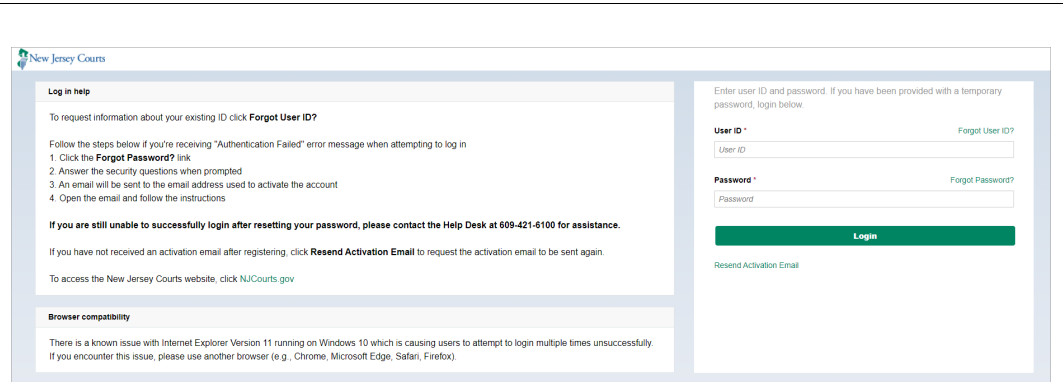 New Jersey Courts
Log in help
To request information about your existing ID click Forgot User ID?
Follow the steps below if you're receiving "Authentication Failed" error message when attempting to log in
1. Click the Forgot Password? link
2. Answer the security questions when prompted
3. An email will be sent to the email address used to activate the account
4. Open the email and follow the instructions
If you are still unable to successfully login after resetting your password, please contact the Help Desk at 609-421-6100 for assistance.
If you have not received an activation email after registering, click Resend Activation Email to request the activation email to be sent again.
To access the New Jersey Courts website, click NJCourts.gov
Browser compatibility
There is a known issue with Internet Explorer Version 11 running on Windows 10 which is causing users to attempt to login multiple times unsuccessfully.
If you encounter this issue, please use another browser (e.g., Chrome, Microsoft Edge, Safari, Firefox).
Enter user ID and password. If you have been provided with a temporary
password, login below.
User ID * Forgot User ID?
User ID
Password * Forgot Password?
Password
Login
Resend Activation Email